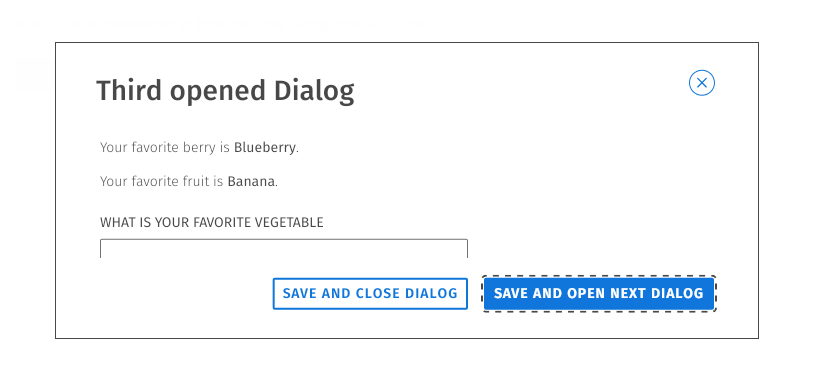 Third opened Dialog
Your favorite berry is Blueberry.
Your favorite fruit is Banana.
WHAT IS YOUR FAVORITE VEGETABLE
SAVE AND CLOSE DIALOG
SAVE AND OPEN NEXT DIALOG